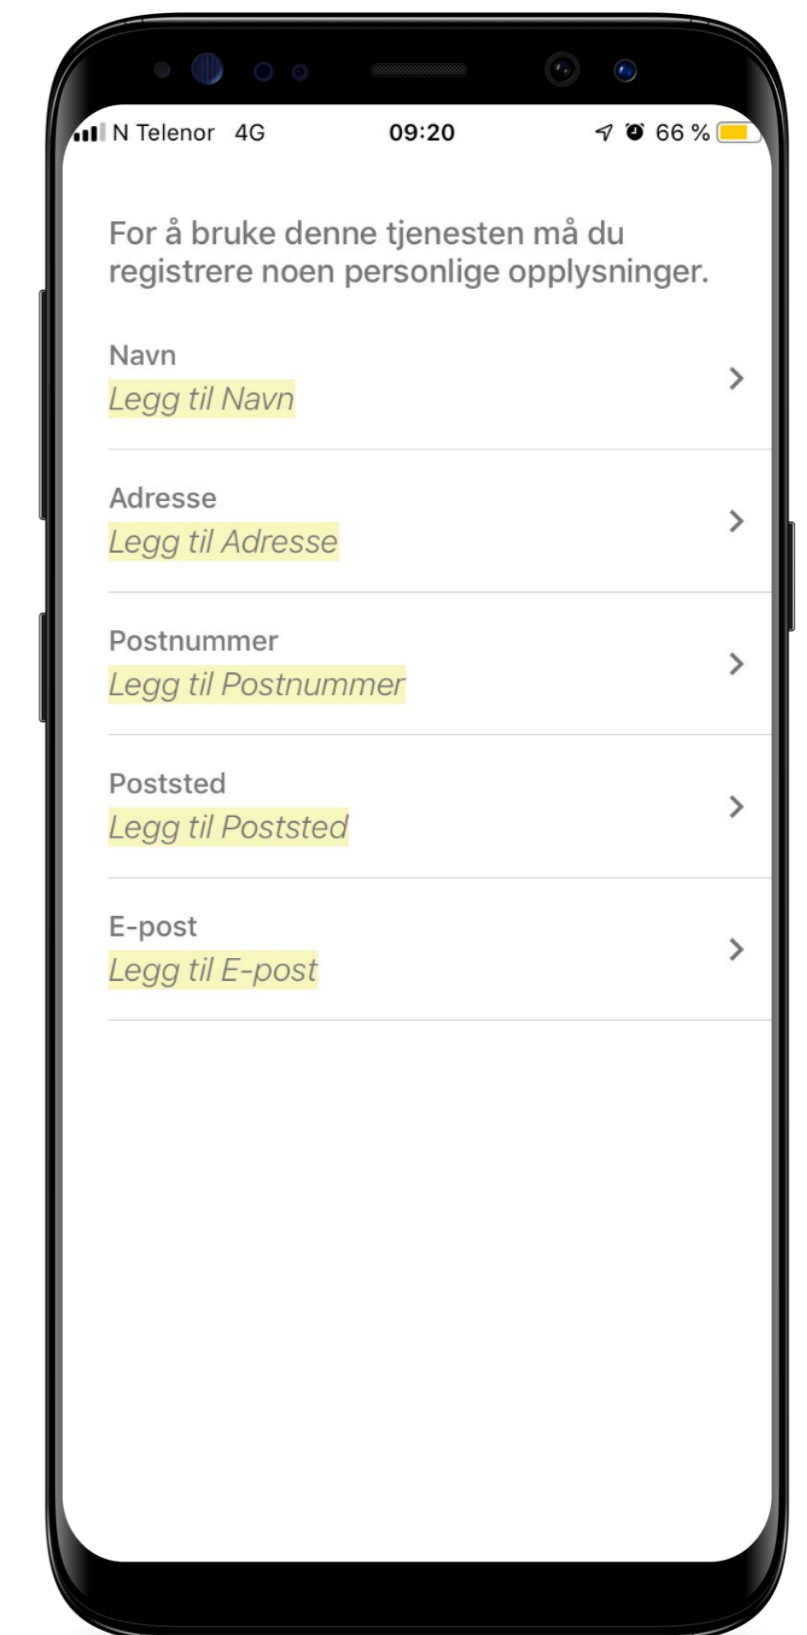 N Telenor 4G 09:20 66 %
For å bruke denne tjenesten må du
registrere noen personlige opplysninger.
Navn
Legg til Navn
Adresse
Legg til Adresse
Postnummer
Legg til Postnummer
Poststed
Legg til Poststed
E-post
Legg til E-post